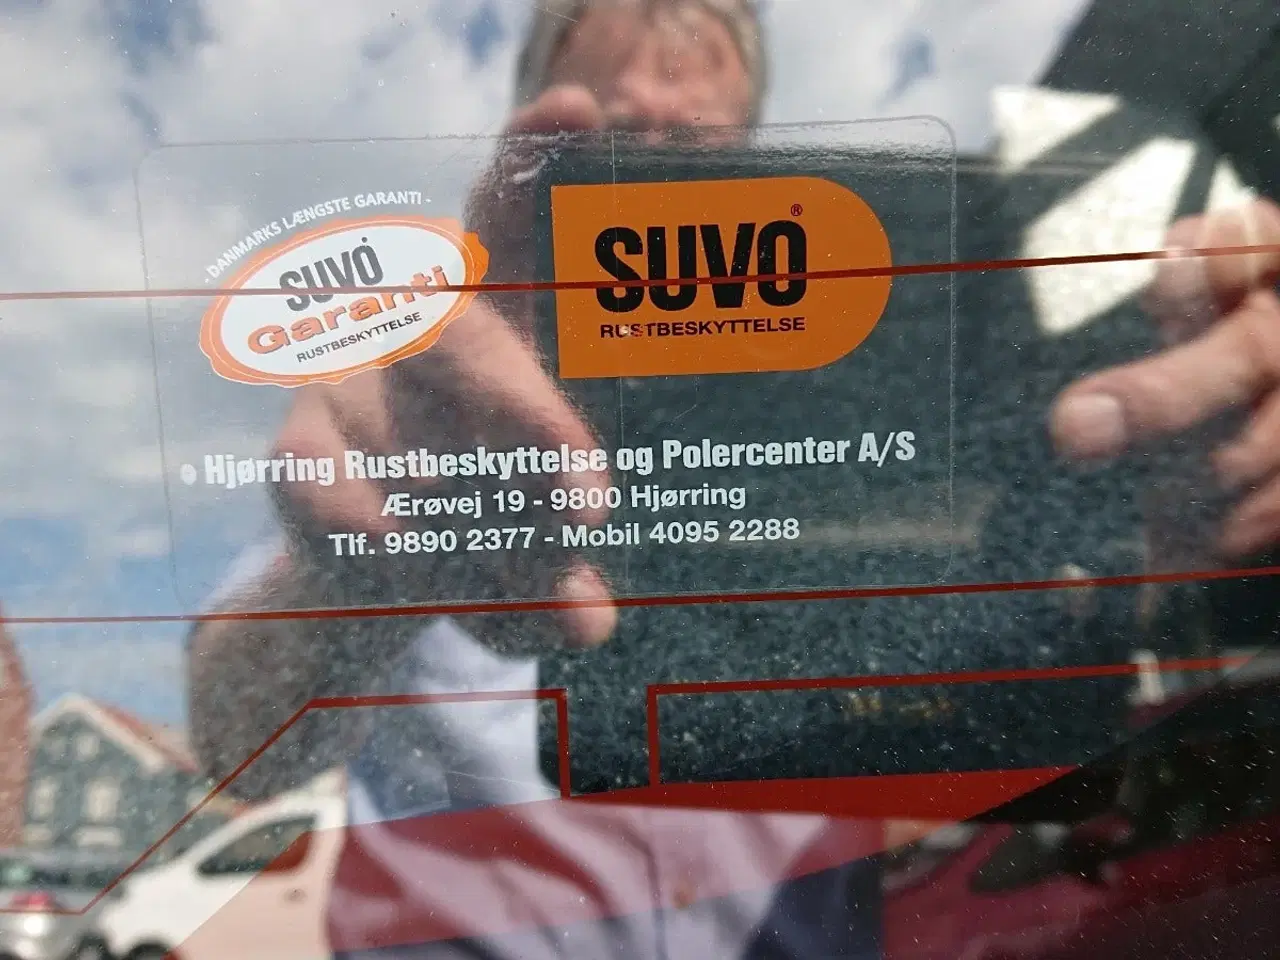 - DANMARKS LÆNGSTE GARANTI -
SUVO
Garanti
RUSTBESKYTTELSE
SUVO®
RUSTBESKYTTELSE
Hjørring Rustbeskyttelse og Polercenter A/S
Ærøvej 19 - 9800 Hjørring
Tlf. 9890 2377 - Mobil 4095 2288